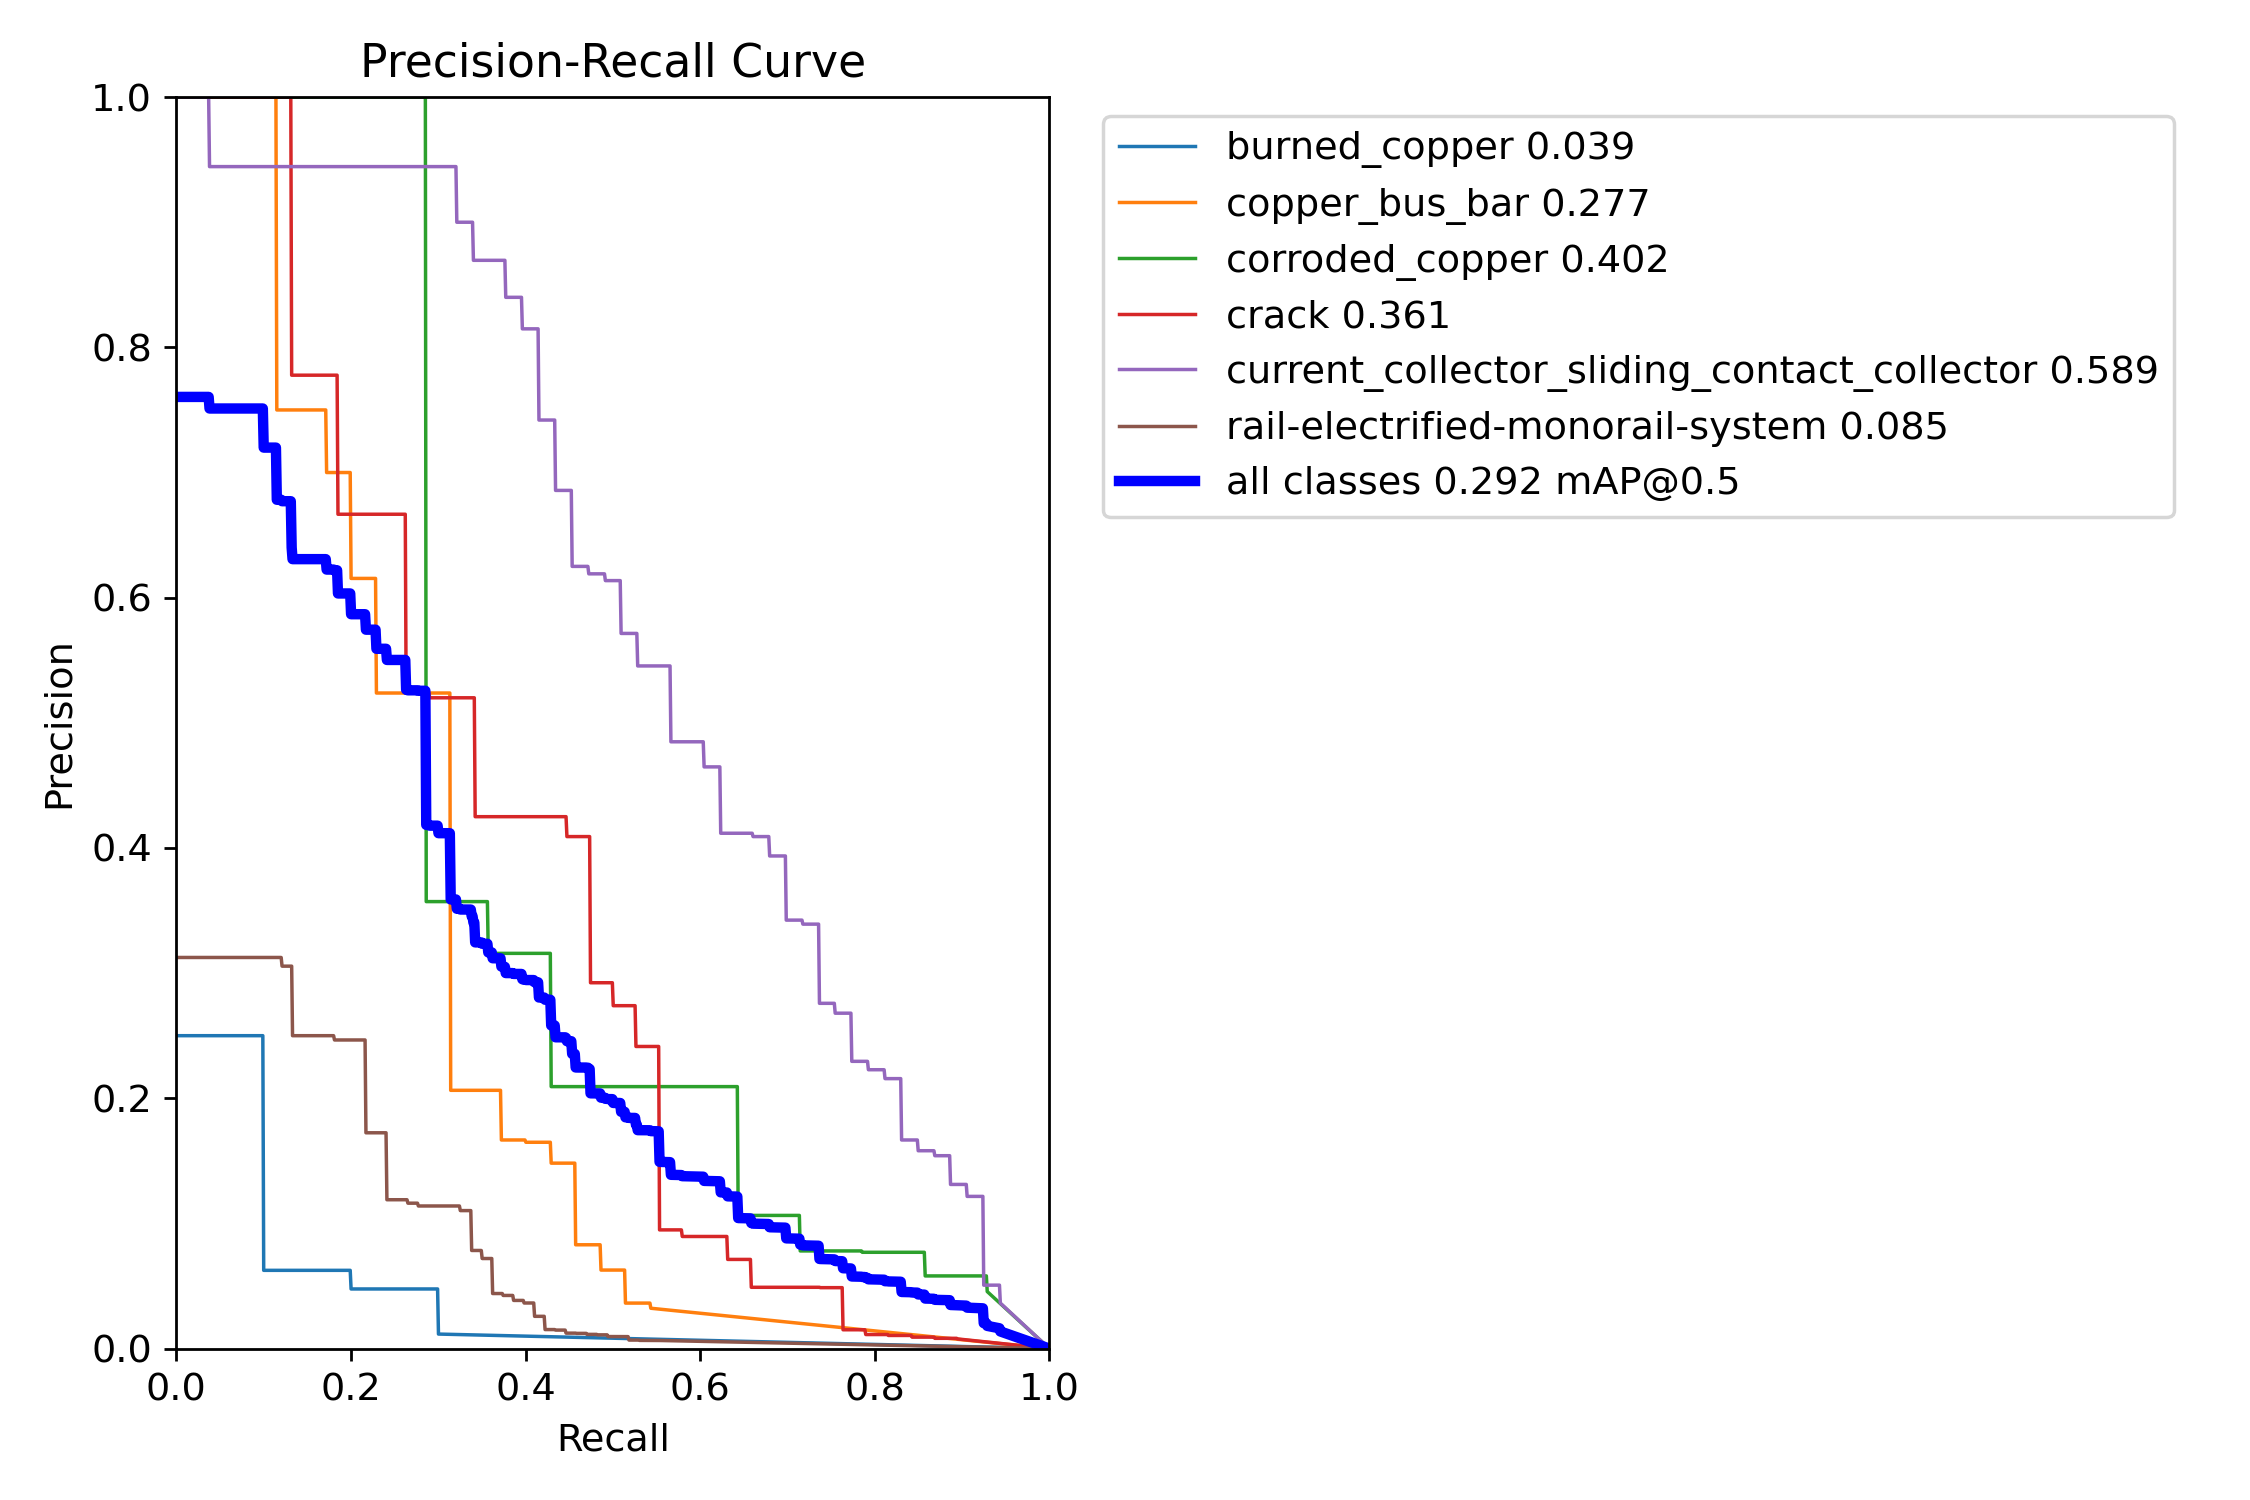 Precision-Recall Curve
1.0
0.8
0.6
0.4
0.2
0.0
Precision
0.0 0.2 0.4 0.6 0.8 1.0
Recall
burned_copper 0.039
copper_bus_bar 0.277
corroded_copper 0.402
crack 0.361
current_collector_sliding_contact_collector 0.589
rail-electrified-monorail-system 0.085
all classes 0.292 mAP@0.5